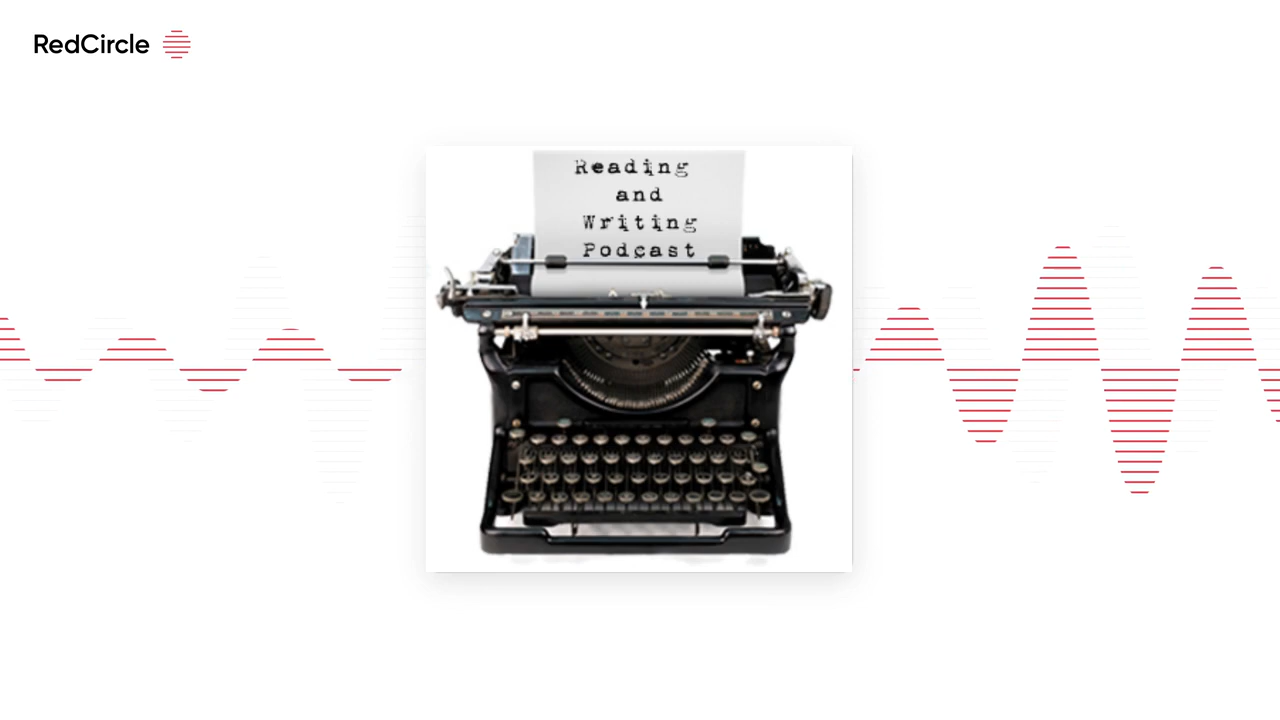 RedCircle
Reading
and
Writing
Podcast